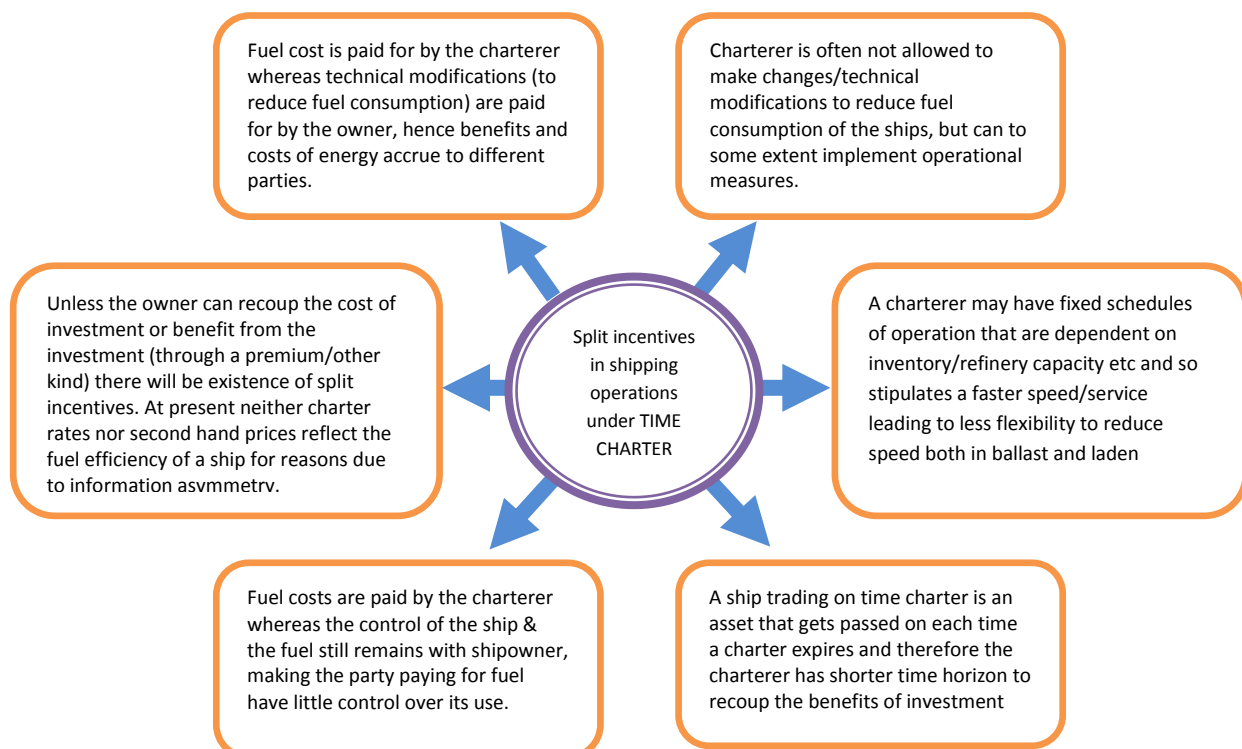 Fuel cost is paid for by the charterer
whereas technical modifications (to
reduce fuel consumption) are paid
for by the owner, hence benefits and
costs of energy accrue to different
parties.
Charterer is often not allowed to
make changes/technical
modifications to reduce fuel
consumption of the ships, but can to
some extent implement operational
measures.
Unless the owner can recoup the cost of
investment or benefit from the
investment (through a premium/other
kind) there will be existence of split
incentives. At present neither charter
rates nor second hand prices reflect the
fuel efficiency of a ship for reasons due
to information asymmetry.
Split incentives
in shipping
operations
under TIME
CHARTER
A charterer may have fixed schedules
of operation that are dependent on
inventory/refinery capacity etc and so
stipulates a faster speed/service
leading to less flexibility to reduce
speed both in ballast and laden
Fuel costs are paid by the charterer
whereas the control of the ship &
the fuel still remains with shipowner,
making the party paying for fuel
have little control over its use.
A ship trading on time charter is an
asset that gets passed on each time
a charter expires and therefore the
charterer has shorter time horizon to
recoup the benefits of investment